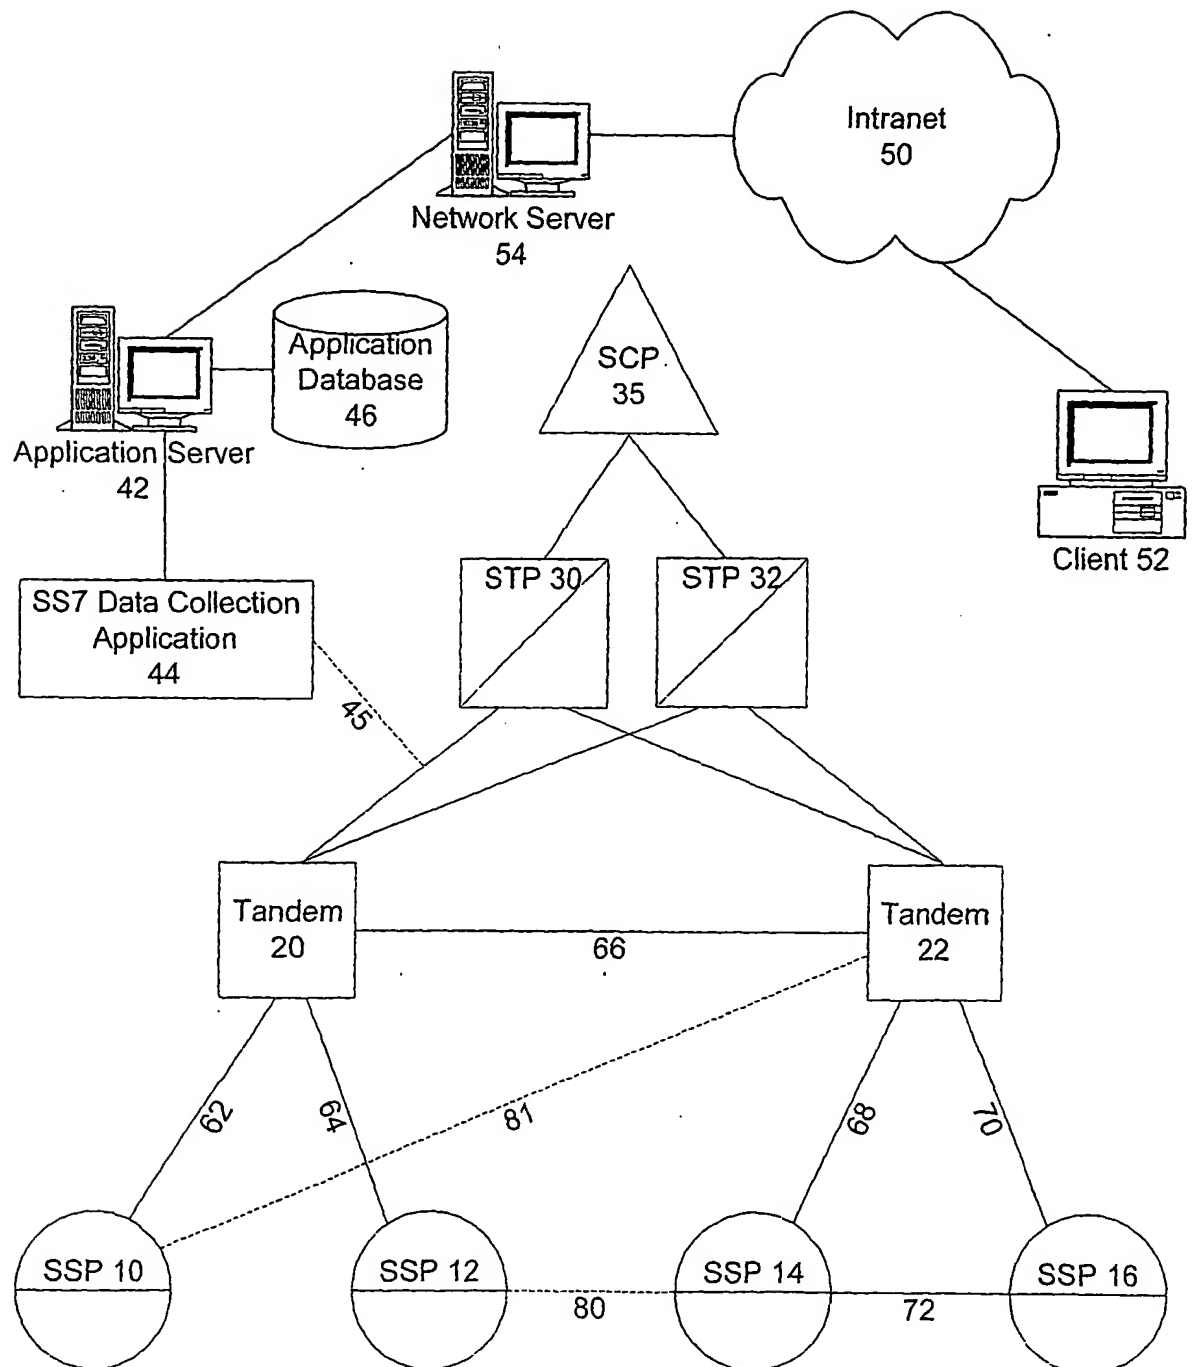 Intranet
50
Network Server
54
Application
Database
46
SCP
35
Application Server
42
Client 52
STP 30
STP 32
SS7 Data Collection
Application
44
45
Tandem
20
Tandem
22
66
62
64
81
68
70
SSP 10
SSP 12
SSP 14
SSP 16
80
72